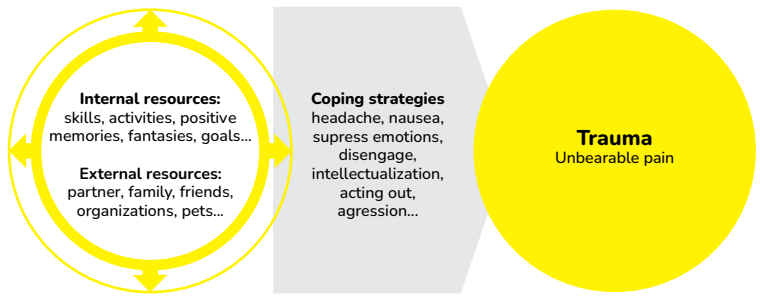 Internal resources:
skills, activities, positive
memories, fantasies, goals...
External resources:
partner, family, friends,
organizations, pets...
Coping strategies
headache, nausea,
supress emotions,
disengage,
intellectualization,
acting out,
agression...
Trauma
Unbearable pain